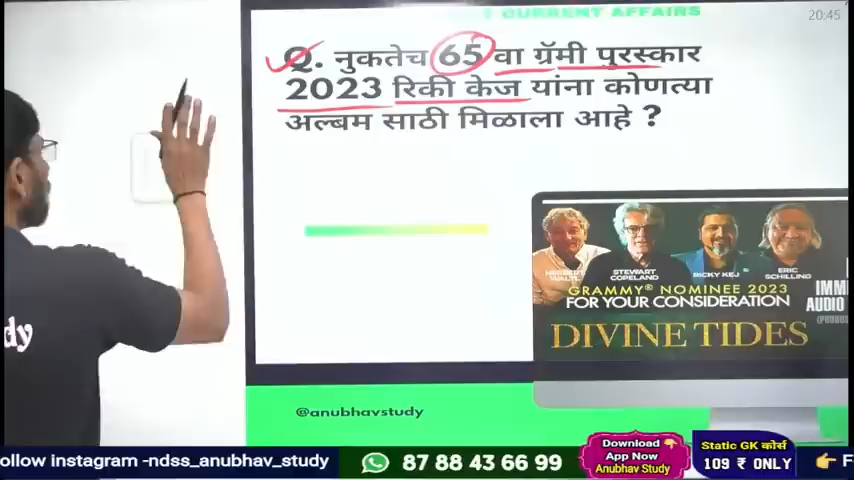 CURRENT AFFAIRS
20:45
Q. नुकतेच 65 वा ग्रॅमी पुरस्कार
2023 रिकी केज यांना कोणत्या
अल्बम साठी मिळाला आहे ?
STEWART
COPELAND
RICKY KEJ
ERIC
SCHILLING
GRAMMY® NOMINEE 2023
FOR YOUR CONSIDERATION
IMM
AUDIO
DIVINE TIDES
dy
@anubhavstudy
ollow instagram -ndss_anubhav_study
87 88 43 66 99
Download
App Now
Anubhav Study
Static GK कोर्स
109 ₹ ONLY
F